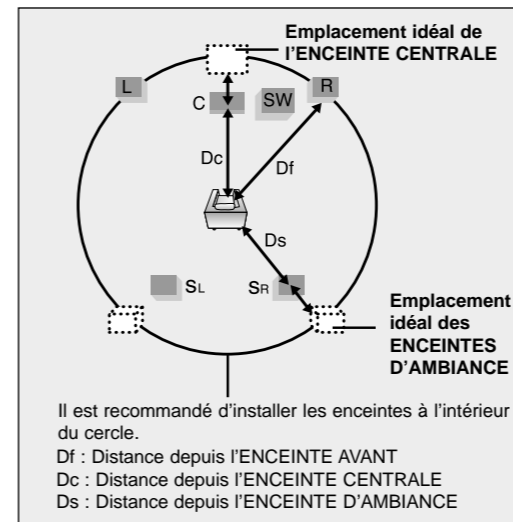 Emplacement idéal de
l'ENCEINTE CENTRALE
L
R
C
SW
Dc
Df
Ds
SL
SR
Emplacement
idéal des
ENCEINTES
D'AMBIANCE
Il est recommandé d'installer les enceintes à l'intérieur
du cercle.
Df : Distance depuis l'ENCEINTE AVANT
Dc : Distance depuis l'ENCEINTE CENTRALE
Ds : Distance depuis l'ENCEINTE D'AMBIANCE